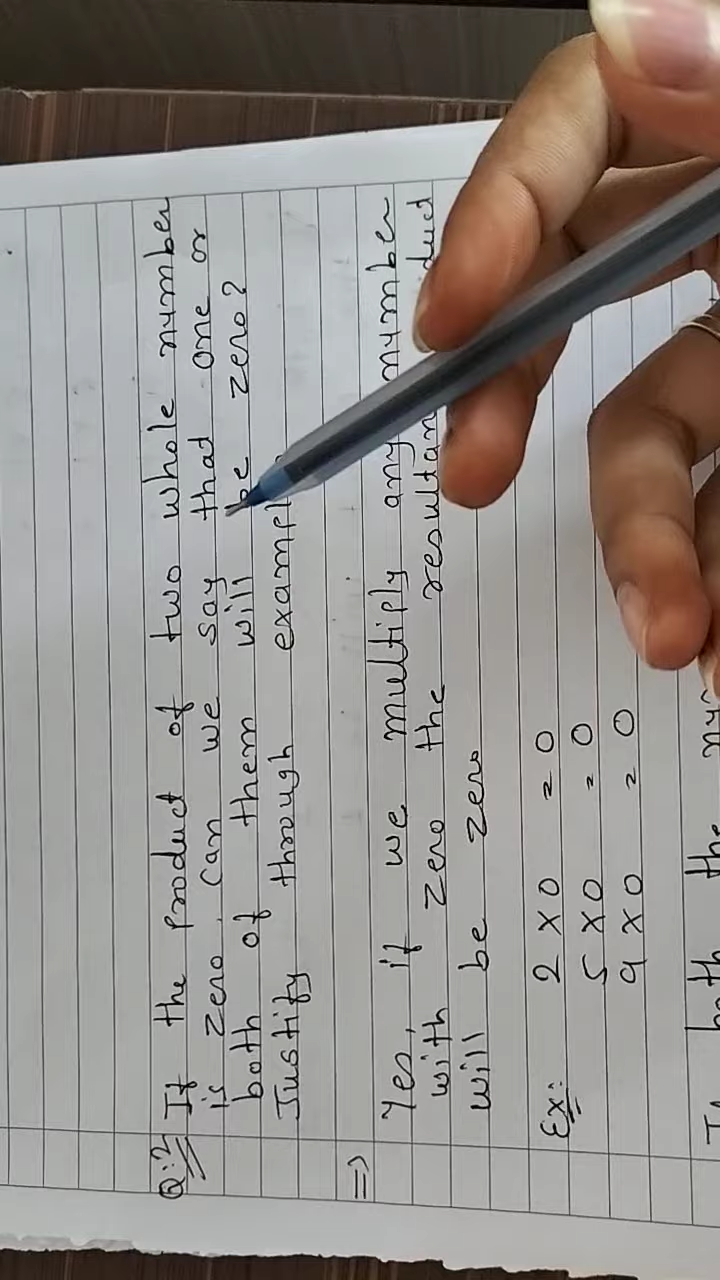 Q:2 If the product of two whole number
is zero. Can we say that one or
both of them will be zero?
Justify through
=> Yes, if we multiply any number
with zero the
will be zero
Ex: 2 X 0 = 0
5 X 0 = 0
9 X 0 = 0
both the